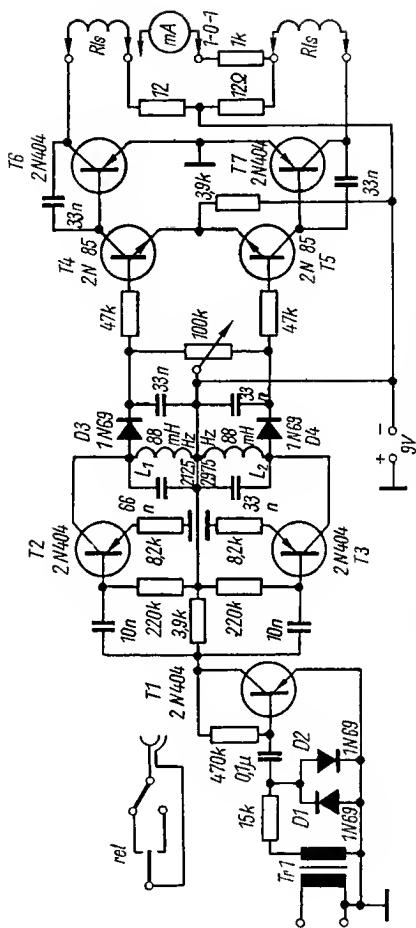 rel
T1
2N404
470k
0,1µ
15k
D1
1N69
D2
1N69
Tr1
T2
2N404
10n
66
n
8,2k
220k
3,9k
220k
8,2k
10n
33
n
2N404
T3
L1
88
mH
2125
Hz
2975
Hz
L2
88
mH
D3
1N69
33
n
33
n
1N69
D4
47k
100k
47k
T4
2N 85
33n
T6
2N404
2N 85
T5
3,9k
T7
2N404
33n
Rls
12
12Ω
mA
1-0-1
1k
Rls
+ −
9V